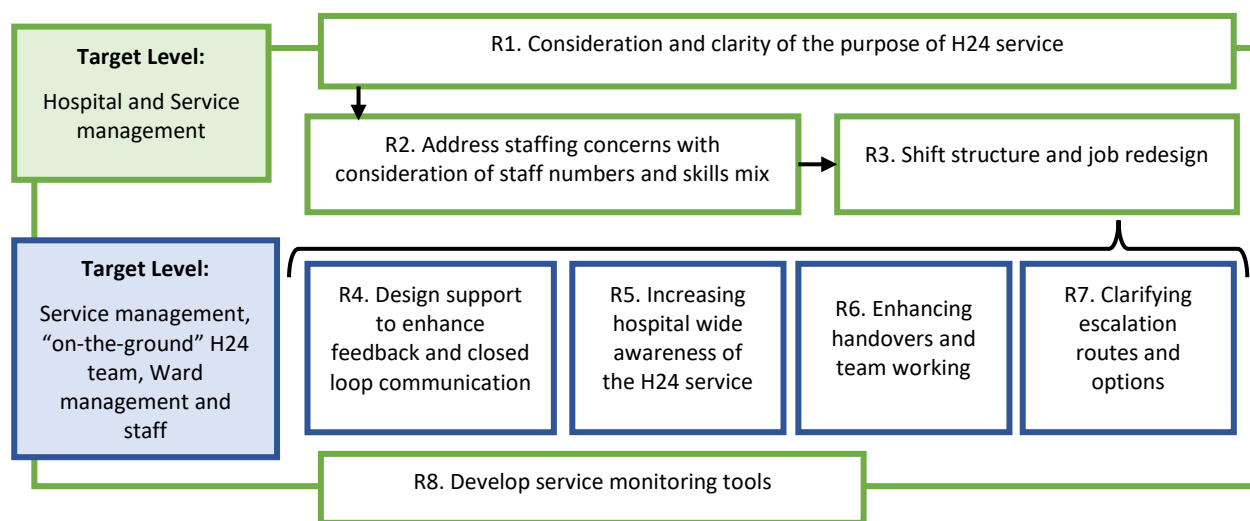 Target Level:
Hospital and Service
management
R1. Consideration and clarity of the purpose of H24 service
R2. Address staffing concerns with
consideration of staff numbers and skills mix
R3. Shift structure and job redesign
Target Level:
Service management,
“on-the-ground” H24
team, Ward
management and
staff
R4. Design support
to enhance
feedback and closed
loop communication
R5. Increasing
hospital wide
awareness of
the H24 service
R6. Enhancing
handovers and
team working
R7. Clarifying
escalation
routes and
options
R8. Develop service monitoring tools